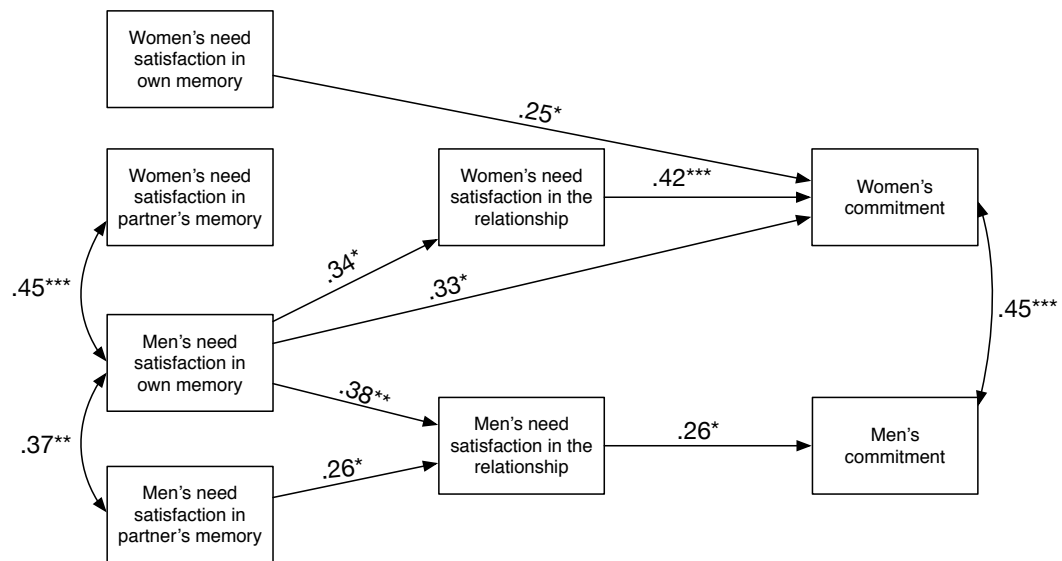 Women's need
satisfaction in
own memory
.25*
Women's need
satisfaction in
partner's memory
Women's need
satisfaction in the
relationship
.42***
Women's
commitment
.45***
.34*
.33*
.45***
Men's need
satisfaction in
own memory
.38**
.37**
Men's need
satisfaction in the
relationship
.26*
Men's
commitment
.26*
Men's need
satisfaction in
partner's memory